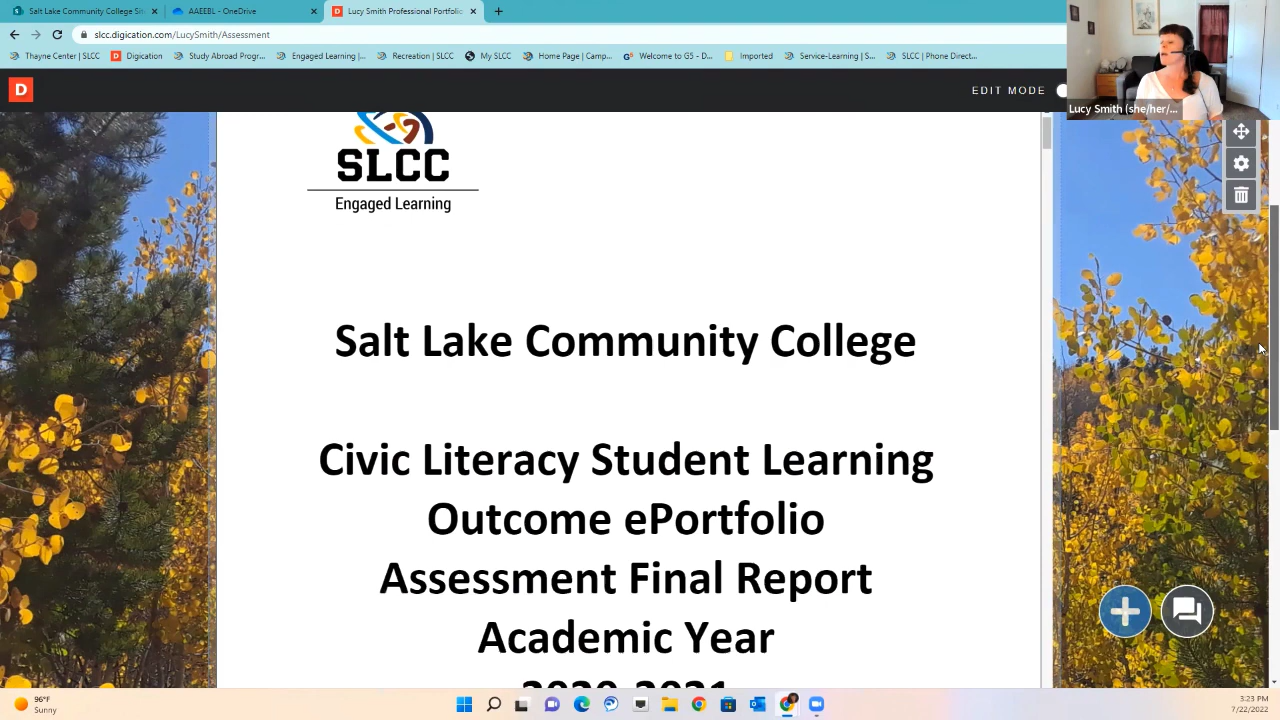 Salt Lake Community College Sit
AAEEBL - OneDrive
Lucy Smith Professional Portfolio
slcc.digication.com/LucySmith/Assessment
Thayne Center | SLCC
Digication
Study Abroad Progr...
Engaged Learning |...
Recreation | SLCC
My SLCC
Home Page | Camp...
Welcome to G5 - D...
Imported
Service-Learning | S...
SLCC | Phone Direct...
D
EDIT MODE
Lucy Smith (she/her/...
SLCC
Engaged Learning
Salt Lake Community College
Civic Literacy Student Learning
Outcome ePortfolio
Assessment Final Report
Academic Year
2020-2021
96°F
Sunny
3:23 PM
7/22/2022